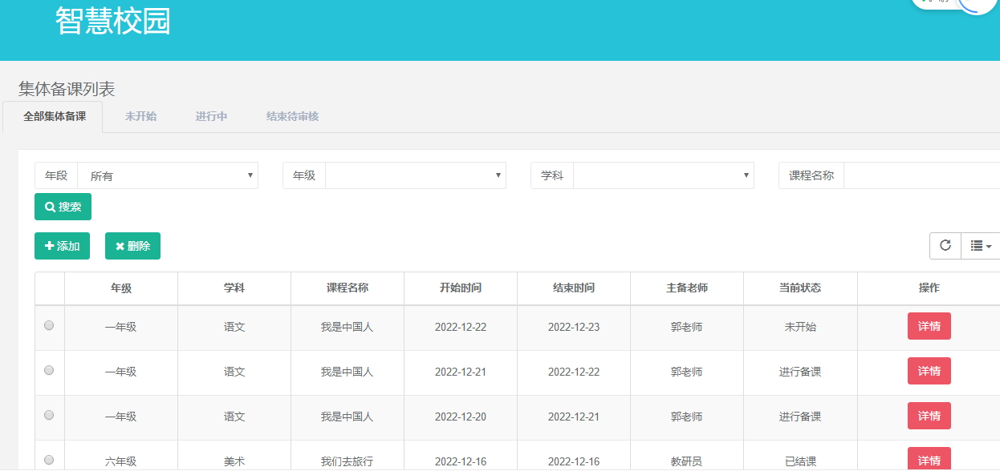 智慧校园
集体备课列表
全部集体备课 未开始 进行中 结束待审核
年段 所有 年级 学科 课程名称
搜索
添加 删除
年级 学科 课程名称 开始时间 结束时间 主备老师 当前状态 操作
一年级 语文 我是中国人 2022-12-22 2022-12-23 郭老师 未开始 详情
一年级 语文 我是中国人 2022-12-21 2022-12-22 郭老师 进行备课 详情
一年级 语文 我是中国人 2022-12-20 2022-12-21 郭老师 进行备课 详情
六年级 美术 我们去旅行 2022-12-16 2022-12-16 教研员 已结课 详情